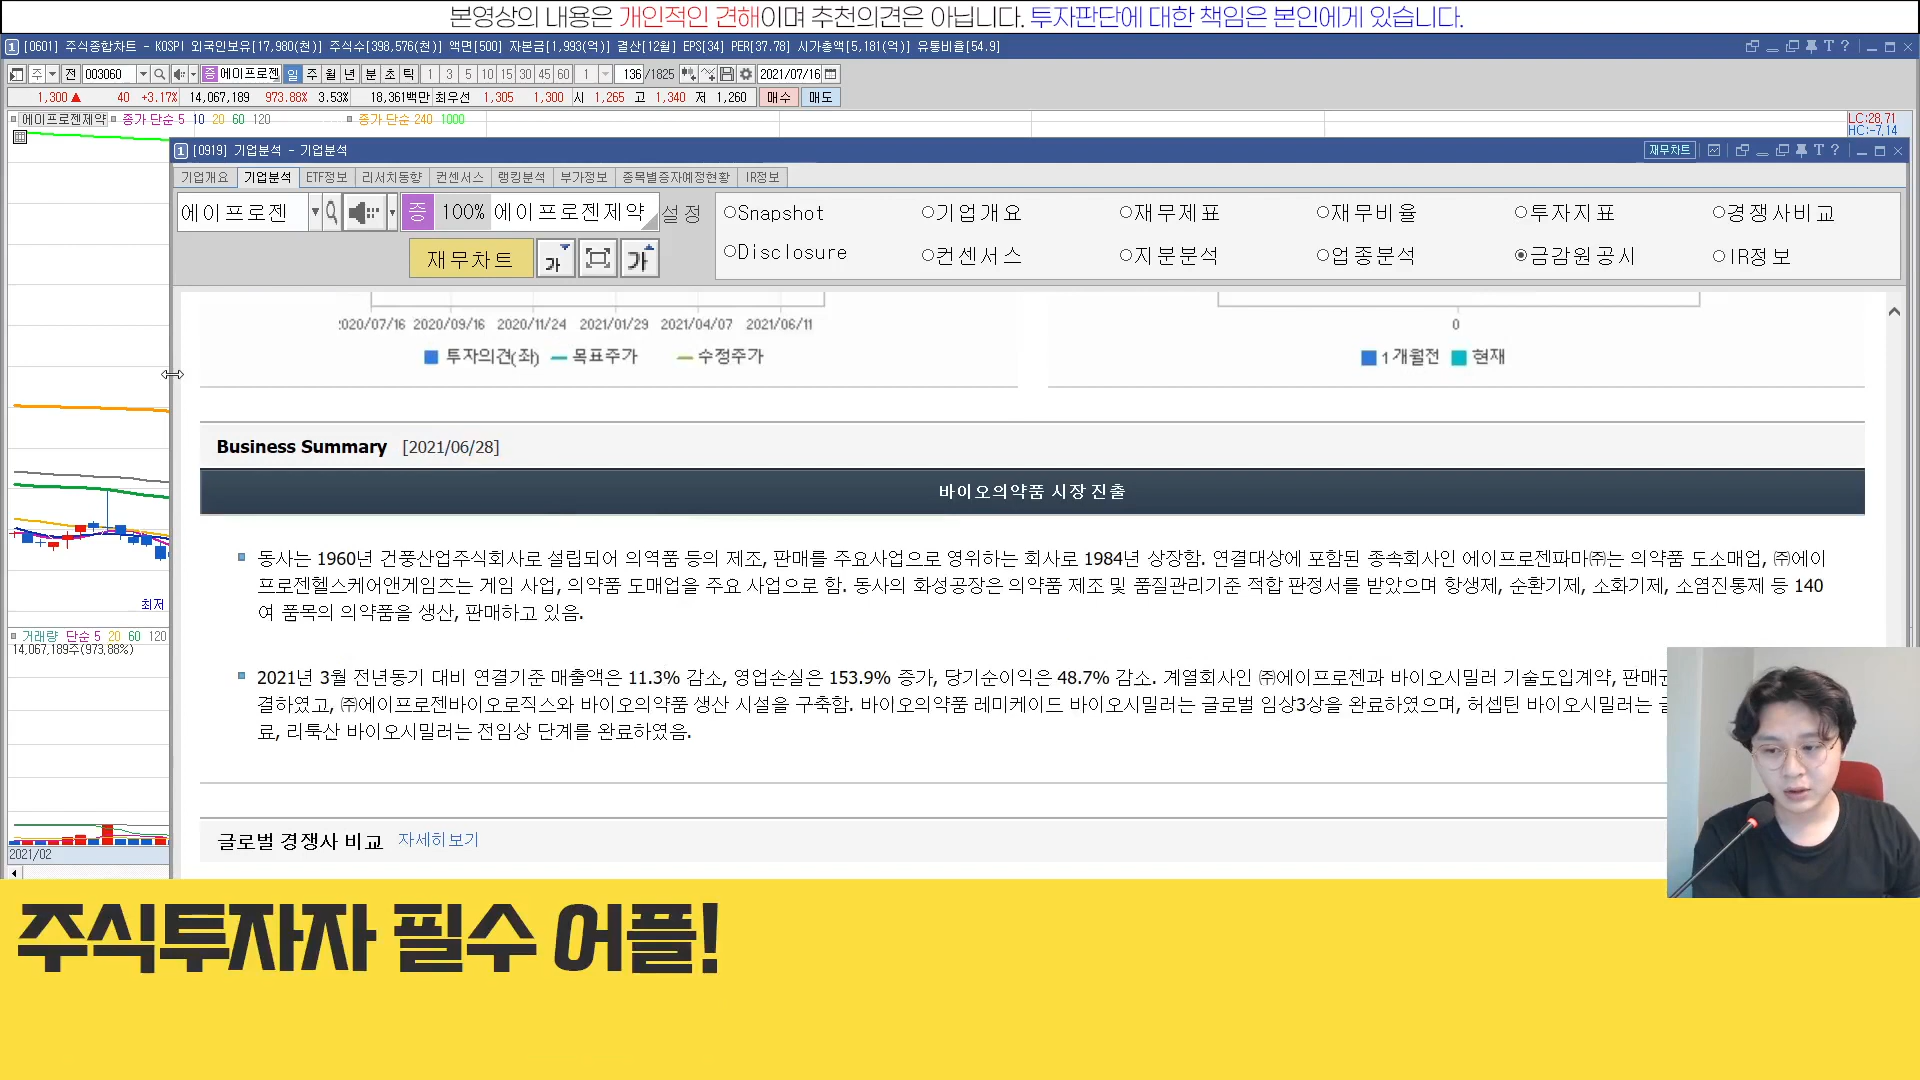 본영상의 내용은 개인적인 견해이며 추천의견은 아닙니다. 투자판단에 대한 책임은 본인에게 있습니다.
1 [0601] 주식종합차트 - KOSPI 외국인보유[17,980(천)] 주식수[398,576(천)] 액면[500] 자본금[1,993(억)] 결산[12월] EPS[34] PER[37.78] 시가총액[5,181(억)] 유통비율[54.9]
주 전 003060 증 에이프로젠 일 주 월 년 분 초 틱 1 3 5 10 15 30 45 60 1 136 /1825 2021/07/16
1,300 ▲ 40 +3.17% 14,067,189 973.88% 3.53% 18,361백만 최우선 1,305 1,300 시 1,265 고 1,340 저 1,260 매수 매도
에이프로젠제약 종가 단순 5 10 20 60 120 종가 단순 240 1000 LC:28.71
HC:-7.14
1 [0919] 기업분석 - 기업분석 재무차트
기업개요 기업분석 ETF정보 리서치동향 컨센서스 랭킹분석 부가정보 종목별증자예정현황 IR정보
에이프로젠 증 100% 에이프로젠제약 설정 Snapshot 기업개요 재무제표 재무비율 투자지표 경쟁사비교
재무차트 가 가 Disclosure 컨센서스 지분분석 업종분석 금감원공시 IR정보
2020/07/16 2020/09/16 2020/11/24 2021/01/29 2021/04/07 2021/06/11 0
투자의견(좌) 목표주가 수정주가 1개월전 현재
Business Summary [2021/06/28]
바이오의약품 시장 진출
동사는 1960년 건풍산업주식회사로 설립되어 의역품 등의 제조, 판매를 주요사업으로 영위하는 회사로 1984년 상장함. 연결대상에 포함된 종속회사인 에이프로젠파마㈜는 의약품 도소매업, ㈜에이
프로젠헬스케어앤게임즈는 게임 사업, 의약품 도매업을 주요 사업으로 함. 동사의 화성공장은 의약품 제조 및 품질관리기준 적합 판정서를 받았으며 항생제, 순환기제, 소화기제, 소염진통제 등 140
여 품목의 의약품을 생산, 판매하고 있음.
최저
거래량 단순 5 20 60 120
14,067,189주(973.88%)
2021년 3월 전년동기 대비 연결기준 매출액은 11.3% 감소, 영업손실은 153.9% 증가, 당기순이익은 48.7% 감소. 계열회사인 ㈜에이프로젠과 바이오시밀러 기술도입계약, 판매
결하였고, ㈜에이프로젠바이오로직스와 바이오의약품 생산 시설을 구축함. 바이오의약품 레미케이드 바이오시밀러는 글로벌 임상3상을 완료하였으며, 허셉틴 바이오시밀러는
료, 리툭산 바이오시밀러는 전임상 단계를 완료하였음.
글로벌 경쟁사 비교 자세히보기
2021/02
주식투자자 필수 어플!